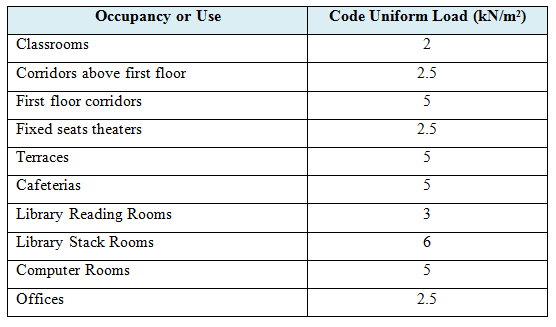 Occupancy or Use Code Uniform Load (kN/m²)
Classrooms 2
Corridors above first floor 2.5
First floor corridors 5
Fixed seats theaters 2.5
Terraces 5
Cafeterias 5
Library Reading Rooms 3
Library Stack Rooms 6
Computer Rooms 5
Offices 2.5